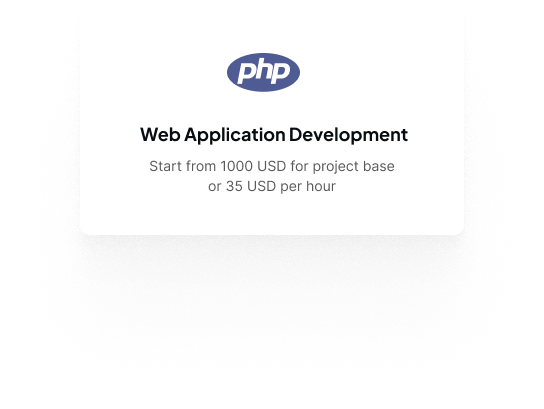 php
Web Application Development
Start from 1000 USD for project base
or 35 USD per hour